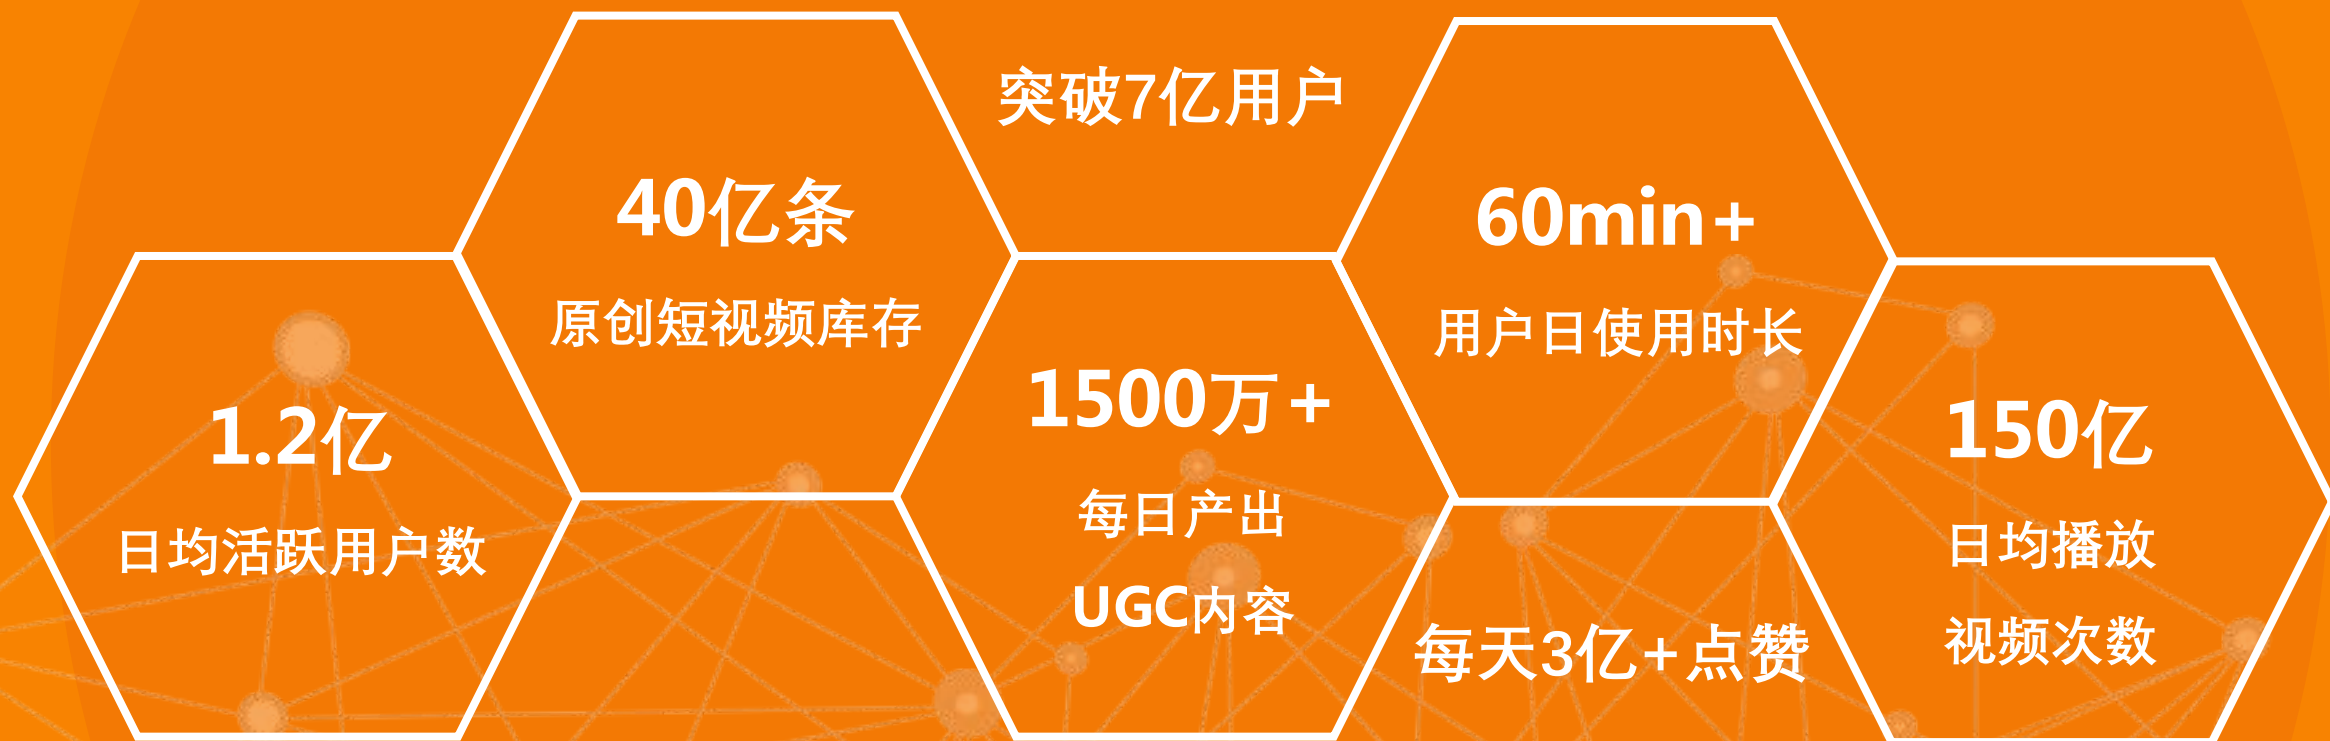 突破7亿用户
40亿条
原创短视频库存
60min+
用户日使用时长
1.2亿
日均活跃用户数
1500万+
每日产出
UGC内容
150亿
日均播放
视频次数
每天3亿+点赞